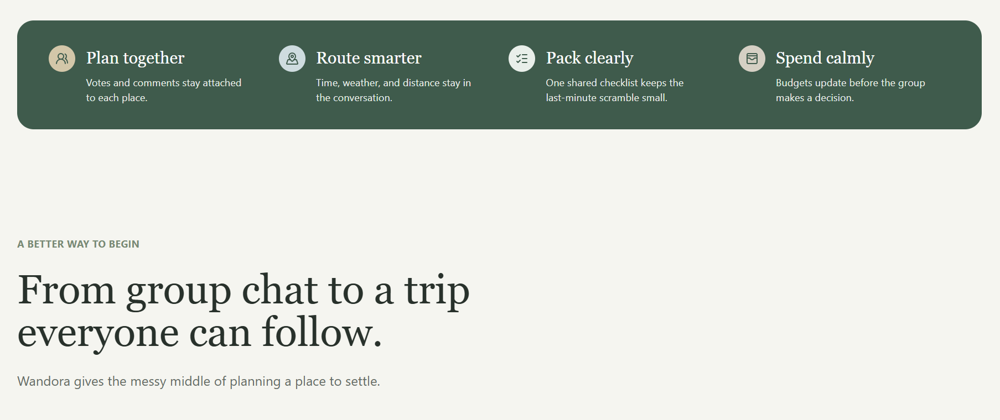 Plan together
Votes and comments stay attached
to each place.
Route smarter
Time, weather, and distance stay in
the conversation.
Pack clearly
One shared checklist keeps the
last-minute scramble small.
Spend calmly
Budgets update before the group
makes a decision.
A BETTER WAY TO BEGIN
From group chat to a trip
everyone can follow.
Wandora gives the messy middle of planning a place to settle.